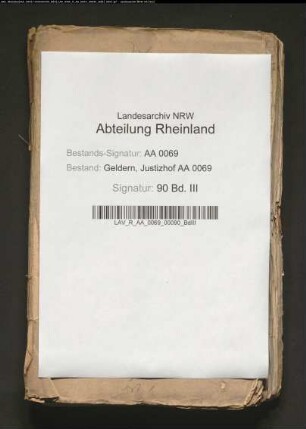 Landesarchiv NRW
Abteilung Rheinland
Bestands-Signatur: AA 0069
Bestand: Geldern, Justizhof AA 0069
Signatur: 90 Bd. III
LAV_R_AA_0069_00090_BdIII